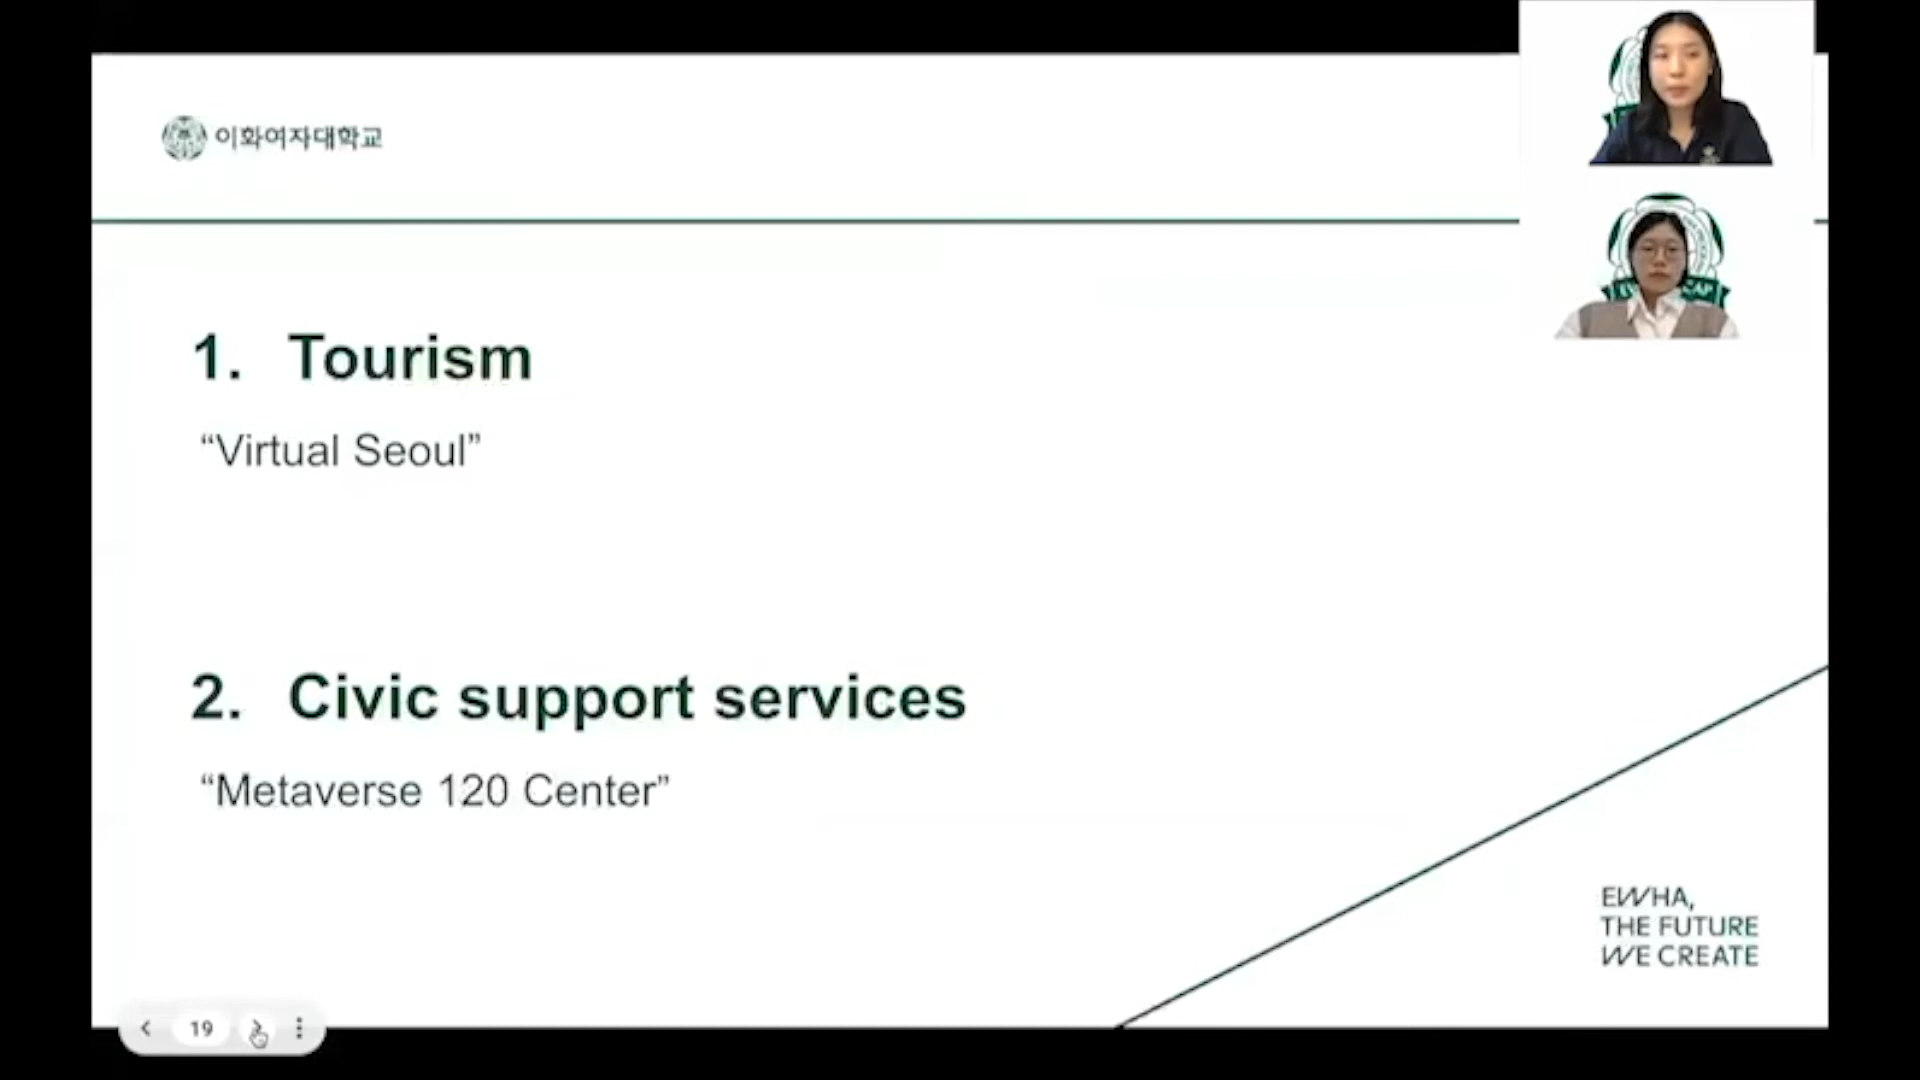 이화여자대학교
1. Tourism
“Virtual Seoul”
2. Civic support services
“Metaverse 120 Center”
EWHA,
THE FUTURE
WE CREATE
19